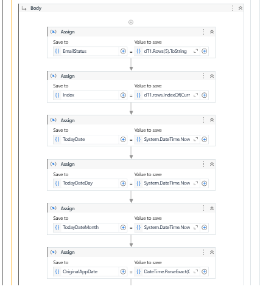 Body
Assign
Save to Value to save
EmailStatus = dT1.Rows(5).ToString
Assign
Save to Value to save
Index = dT1.rows.IndexOf(Curr
Assign
Save to Value to save
TodayDate = System.DateTime.Now
Assign
Save to Value to save
TodayDateDay = System.DateTime.Now
Assign
Save to Value to save
TodayDateMonth = System.DateTime.Now
Assign
Save to Value to save
OriginalAppDate = DateTime.ParseExact(C